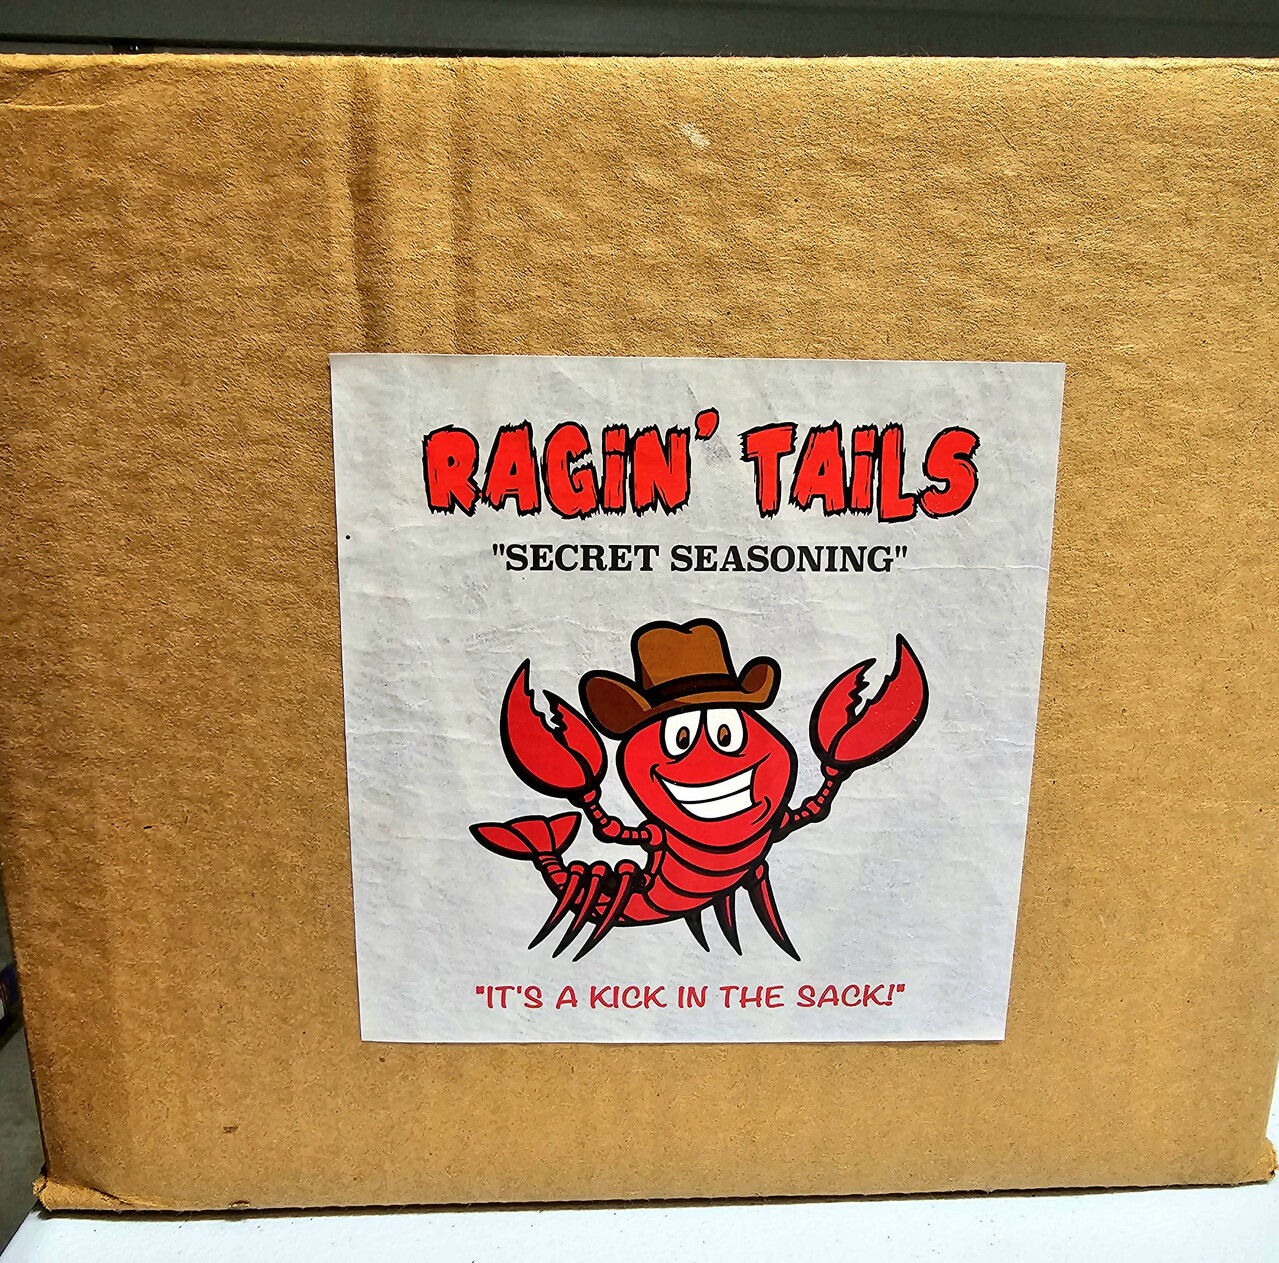 RAGiN' TAiLS
"SECRET SEASONING"
"IT'S A KICK IN THE SACK!"